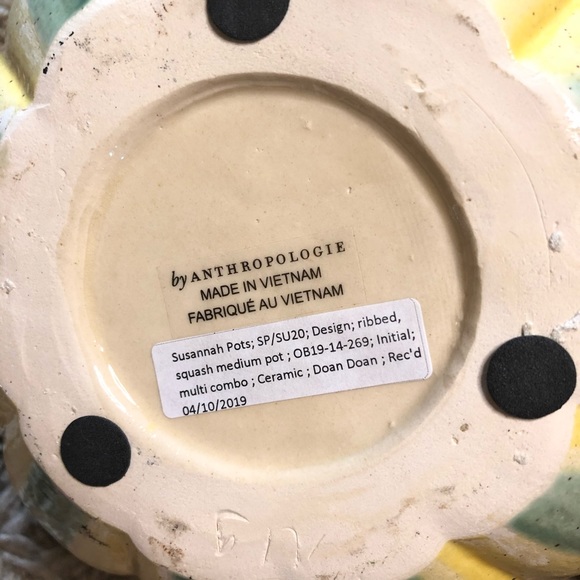 by ANTHROPOLOGIE
MADE IN VIETNAM
FABRIQUÉ AU VIETNAM
Susannah Pots; SP/SU20; Design; ribbed,
squash medium pot ; OB19-14-269; Initial;
multi combo ; Ceramic ; Doan Doan ; Rec'd
04/10/2019